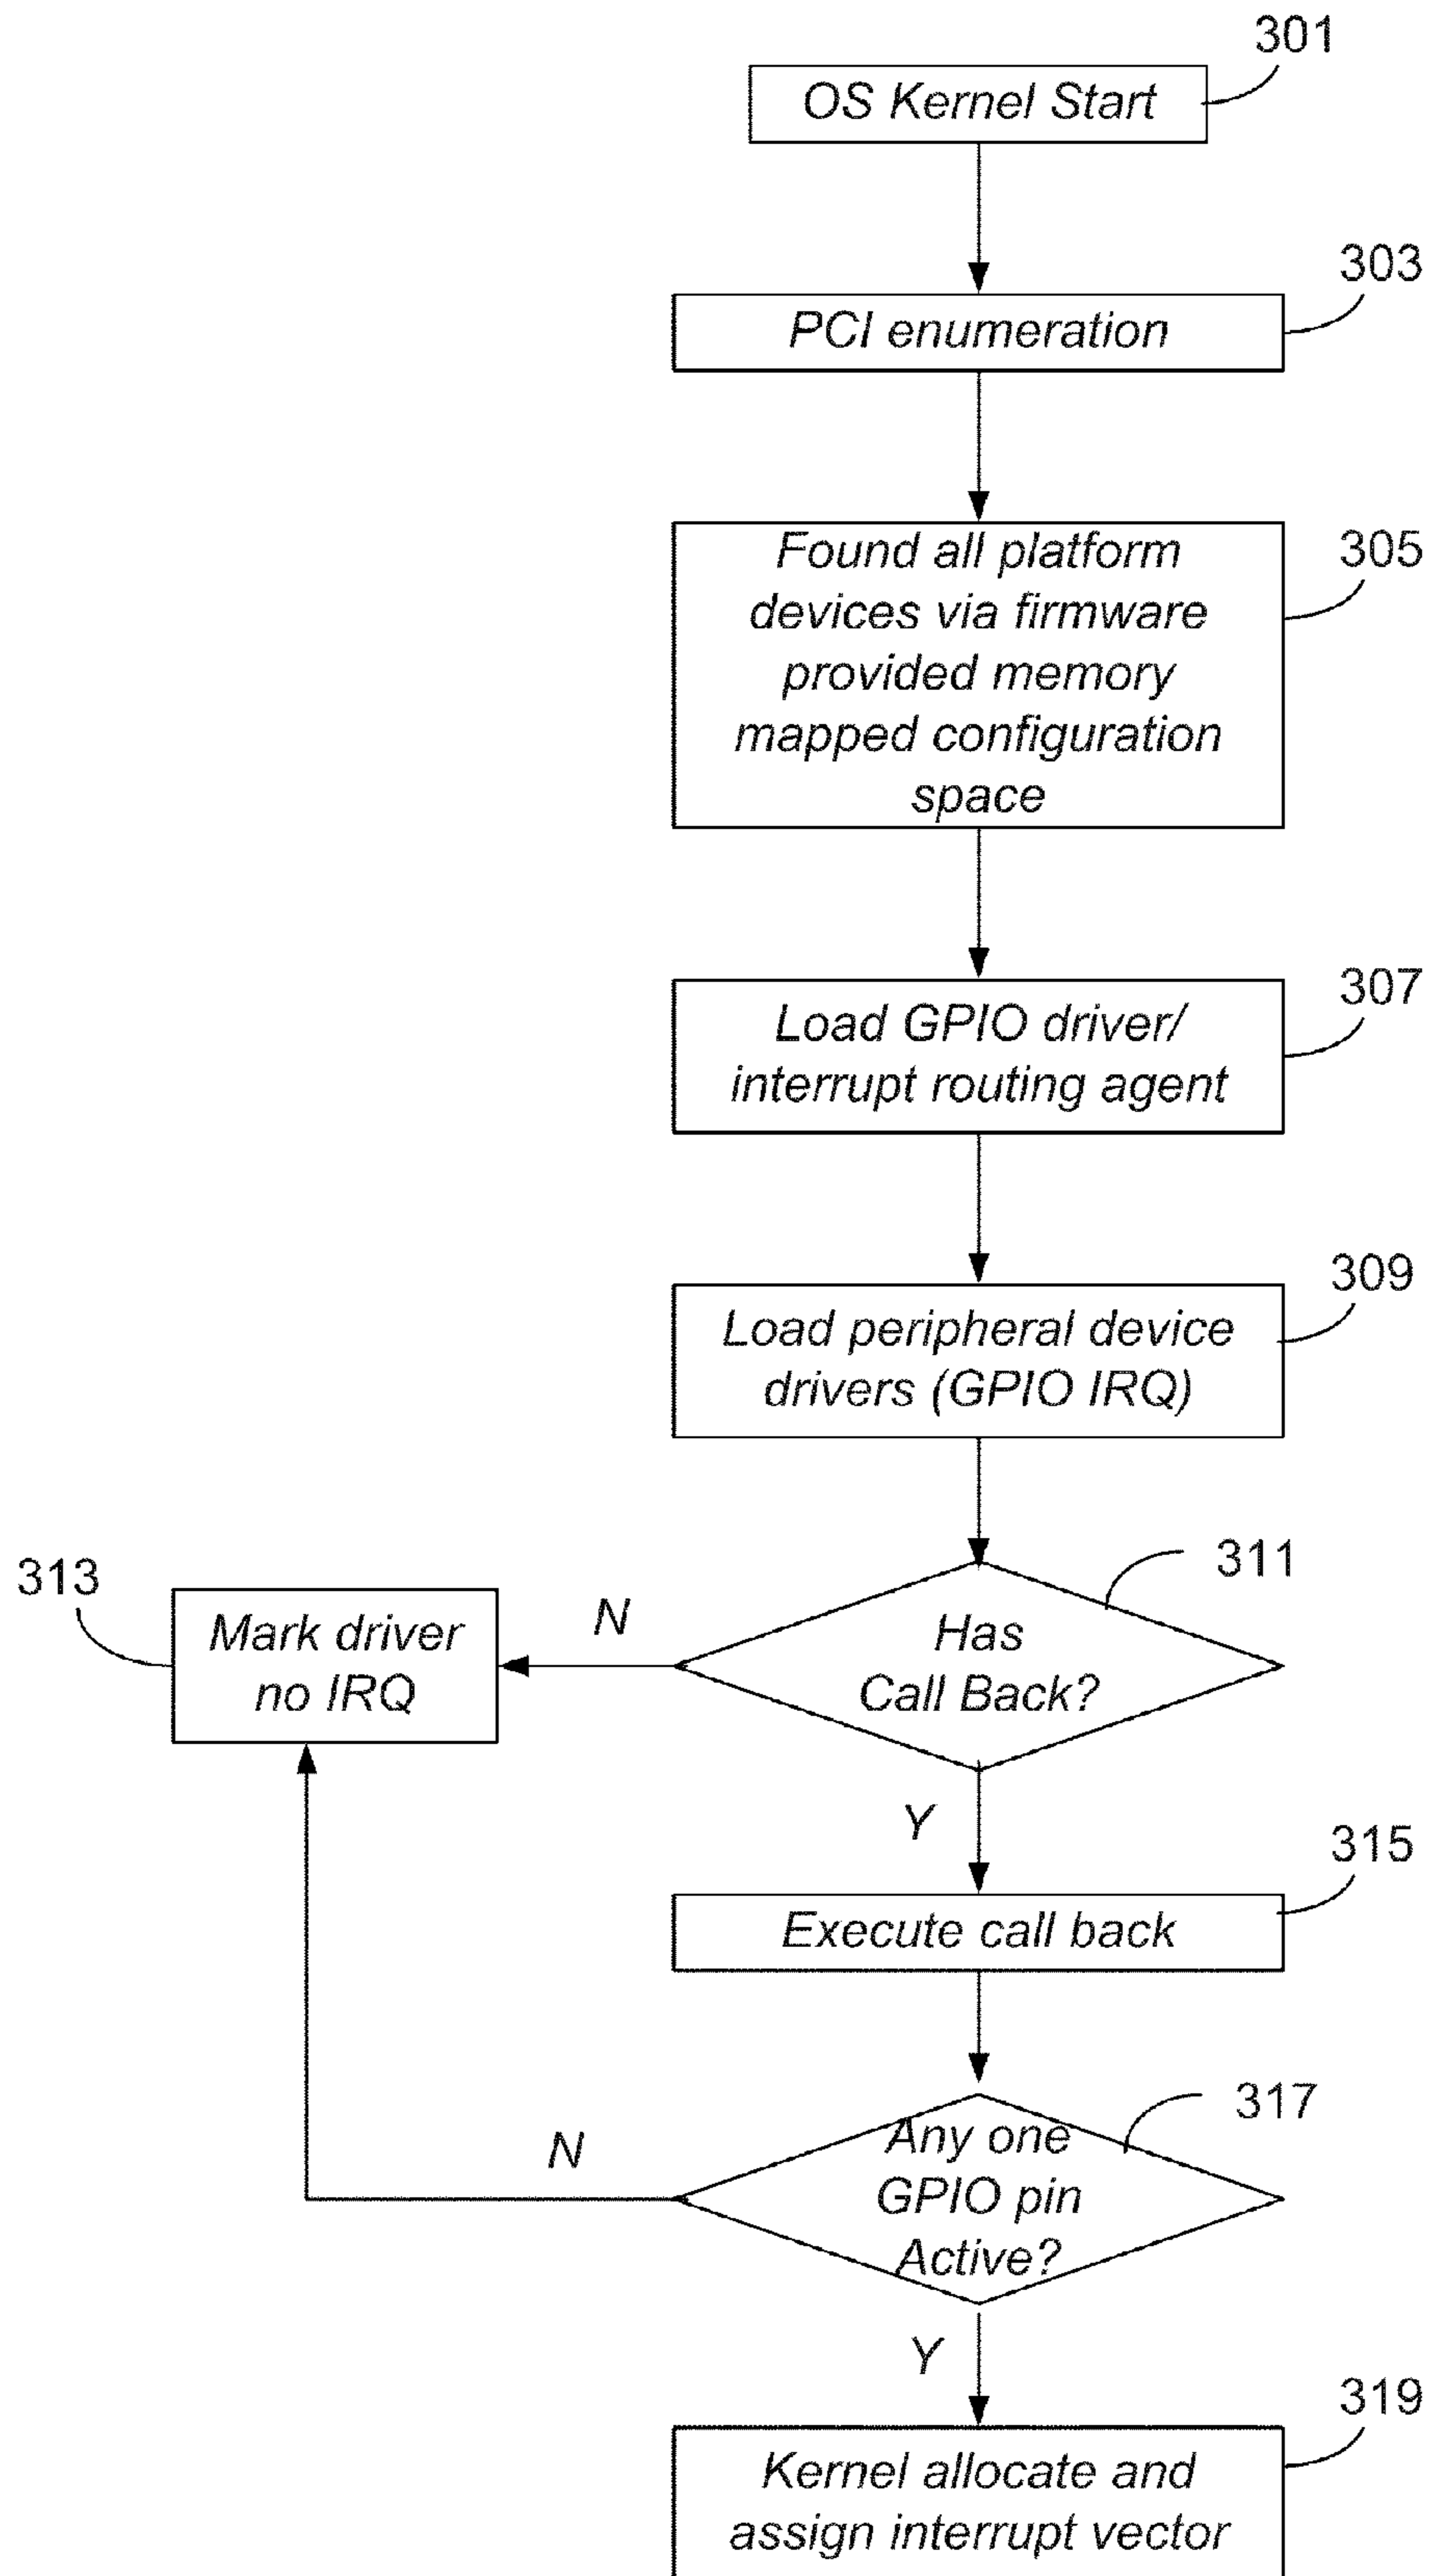 301
OS Kernel Start
303
PCI enumeration
305
Found all platform
devices via firmware
provided memory
mapped configuration
space
307
Load GPIO driver/
interrupt routing agent
309
Load peripheral device
drivers (GPIO IRQ)
311
Has
Call Back?
N
313
Mark driver
no IRQ
Y
315
Execute call back
317
Any one
GPIO pin
Active?
N
Y
319
Kernel allocate and
assign interrupt vector